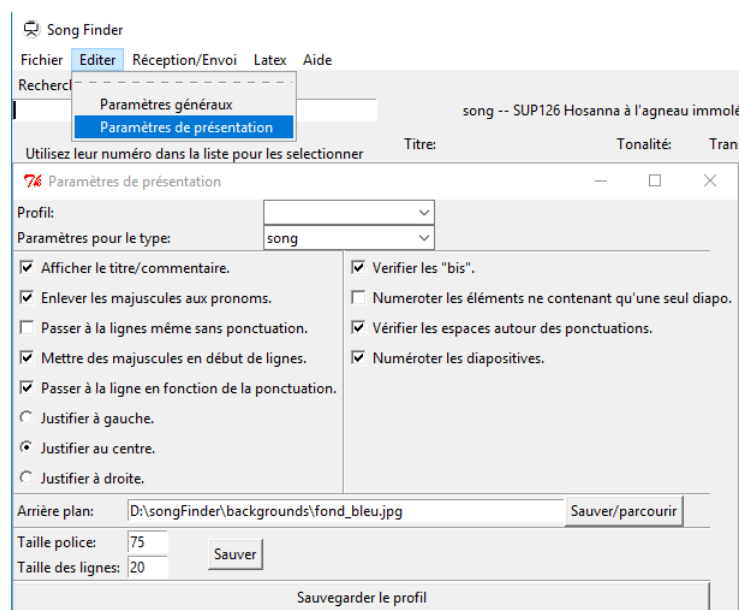 Song Finder
Fichier Editer Réception/Envoi Latex Aide
Recherc
Paramètres généraux
song -- SUP126 Hosanna à l'agneau immolé
Paramètres de présentation
Titre: Tonalité: Tran
Utilisez leur numéro dans la liste pour les selectionner
Paramètres de présentation
Profil:
Paramètres pour le type: song
Afficher le titre/commentaire. Verifier les "bis".
Enlever les majuscules aux pronoms. Numeroter les éléments ne contenant qu'une seul diapo.
Passer à la lignes même sans ponctuation. Vérifier les espaces autour des ponctuations.
Mettre des majuscules en début de lignes. Numéroter les diapositives.
Passer à la ligne en fonction de la ponctuation.
Justifier à gauche.
Justifier au centre.
Justifier à droite.
Arrière plan: D:\songFinder\backgrounds\fond_bleu.jpg Sauver/parcourir
Taille police: 75
Sauver
Taille des lignes: 20
Sauvegarder le profil